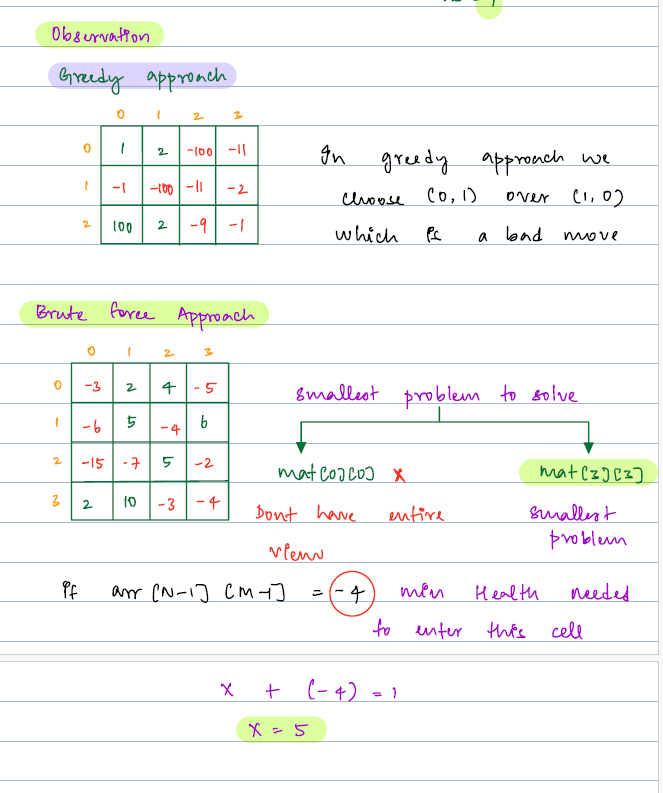 Observation
Greedy approach
0 1 2 3
0 1 2 -100 -11
1 -1 -100 -11 -2
2 100 2 -9 -1
In greedy approach we
choose (0,1) over (1,0)
which is a bad move
Brute force Approach
0 1 2 3
0 -3 2 4 -5
1 -6 5 -4 6
2 -15 -7 5 -2
3 2 10 -3 -4
smallest problem to solve
mat[0][0] x
Dont have entire
view
mat[3][3]
smallest
problem
if arr [N-1] [M-1] = -4 min Health needed
to enter this cell
x + (-4) = 1
x = 5